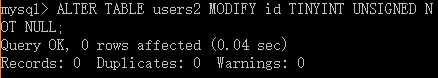 mysql> ALTER TABLE users2 MODIFY id TINYINT UNSIGNED N
OT NULL;
Query OK, 0 rows affected (0.04 sec)
Records: 0  Duplicates: 0  Warnings: 0